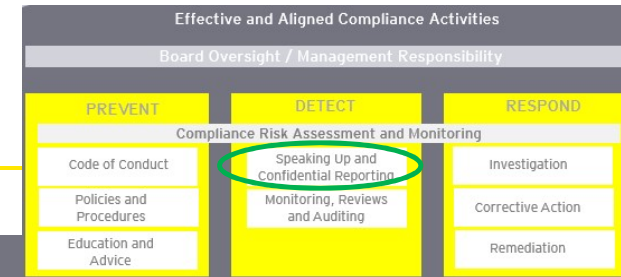 Effective and Aligned Compliance Activities
Board Oversight / Management Responsibility
PREVENT
DETECT
RESPOND
Compliance Risk Assessment and Monitoring
Code of Conduct
Speaking Up and
Confidential Reporting
Investigation
Policies and
Procedures
Monitoring, Reviews
and Auditing
Corrective Action
Education and
Advice
Remediation